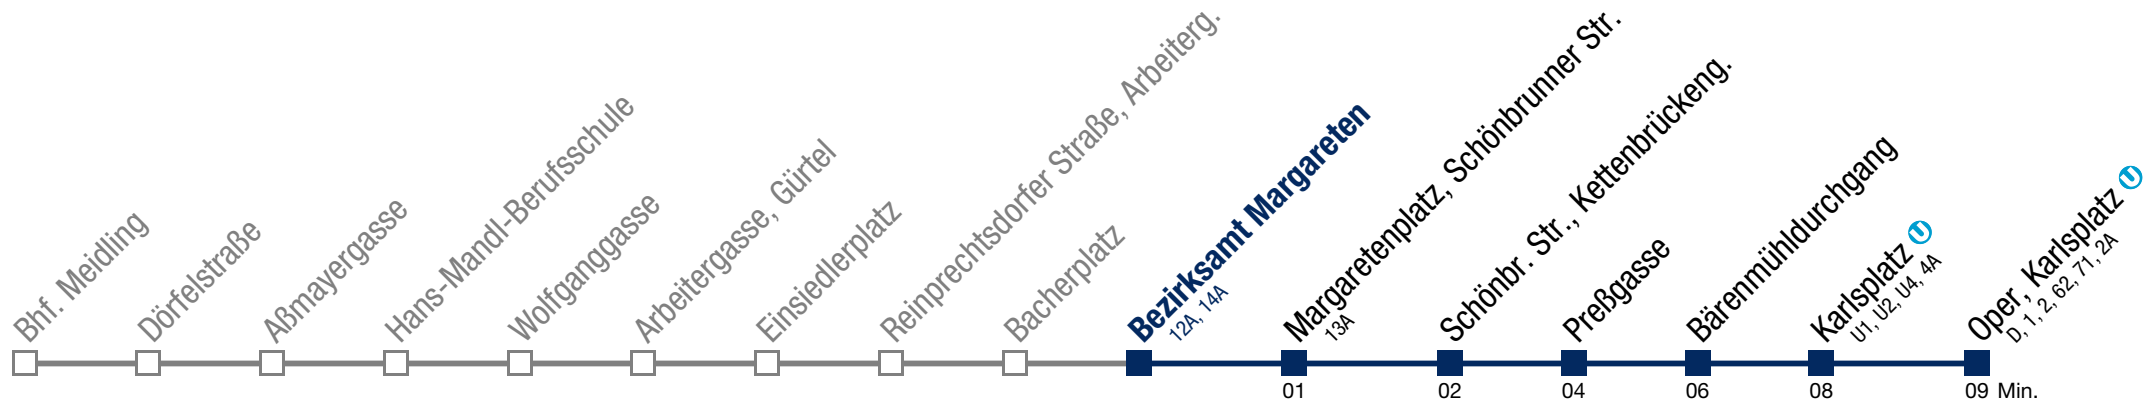 Bhf. Meidling
Dörfelstraße
Aßmayergasse
Hans-Mandl-Berufsschule
Wolfganggasse
Arbeitergasse, Gürtel
Einsiedlerplatz
Reinprechtsdorfer Straße, Arbeiterg.
Bacherplatz
Bezirksamt Margareten
12A, 14A
Margaretenplatz, Schönbrunner Str.
13A
Schönbr. Str., Kettenbrückeng.
Preßgasse
Bärenmühldurchgang
Karlsplatz U
U1, U2, U4, 4A
Oper, Karlsplatz U
D, 1, 2, 62, 71, 2A
01 02 04 06 08 09 Min.